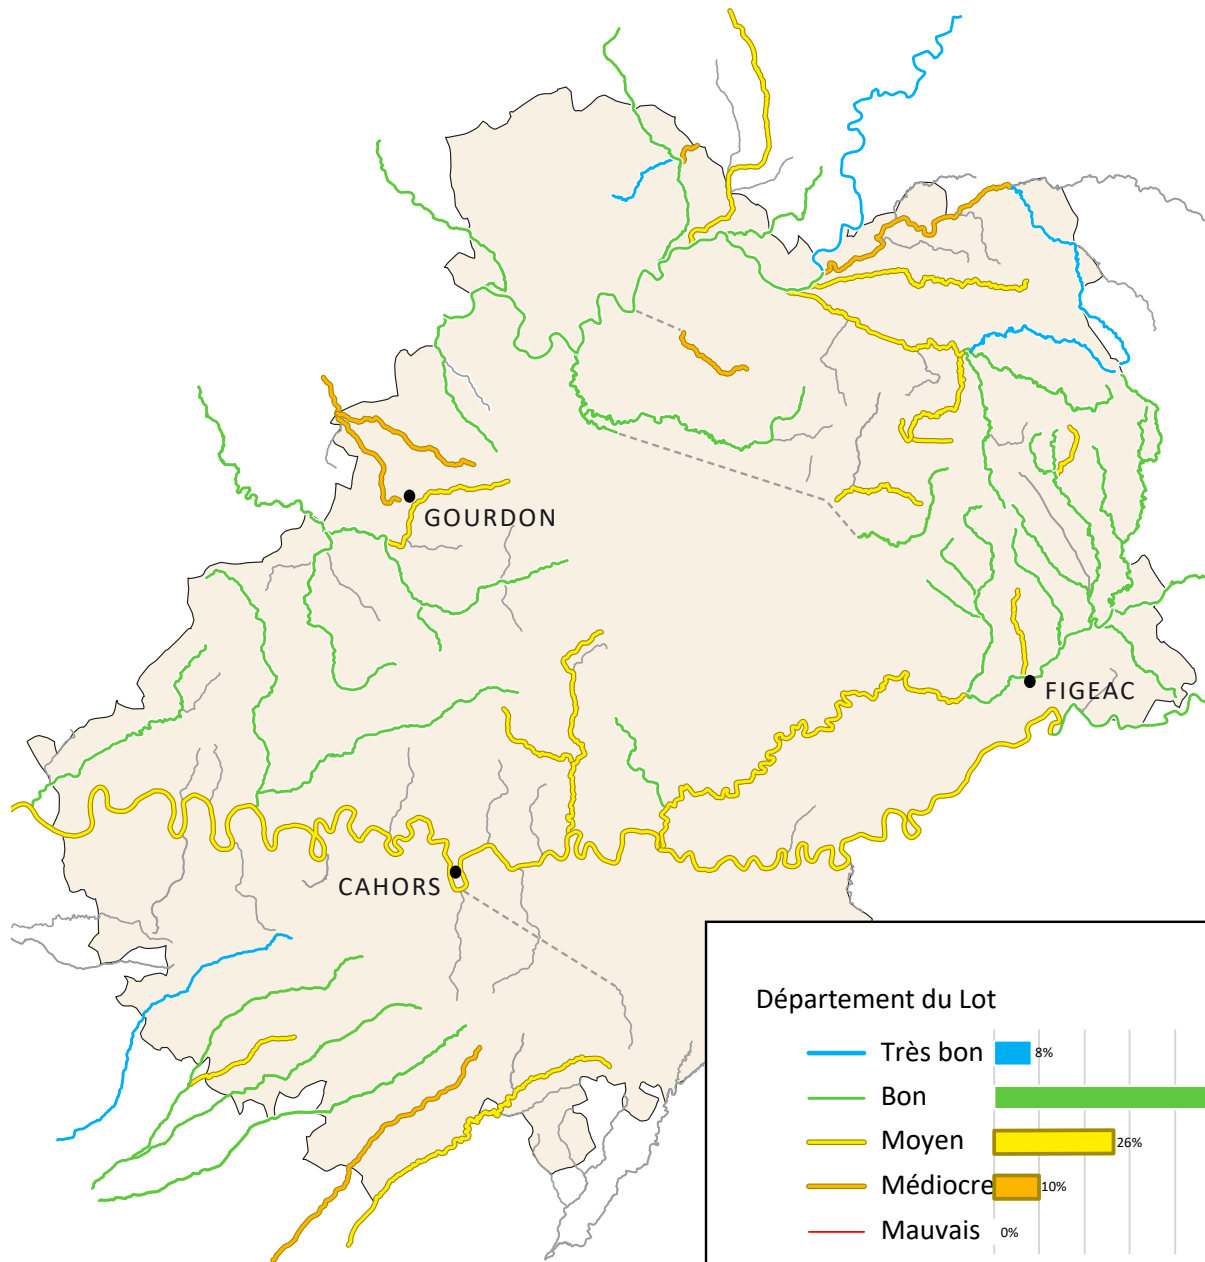 GOURDON
FIGEAC
CAHORS
Département du Lot
Très bon 8%
Bon
Moyen 26%
Médiocre 10%
Mauvais 0%